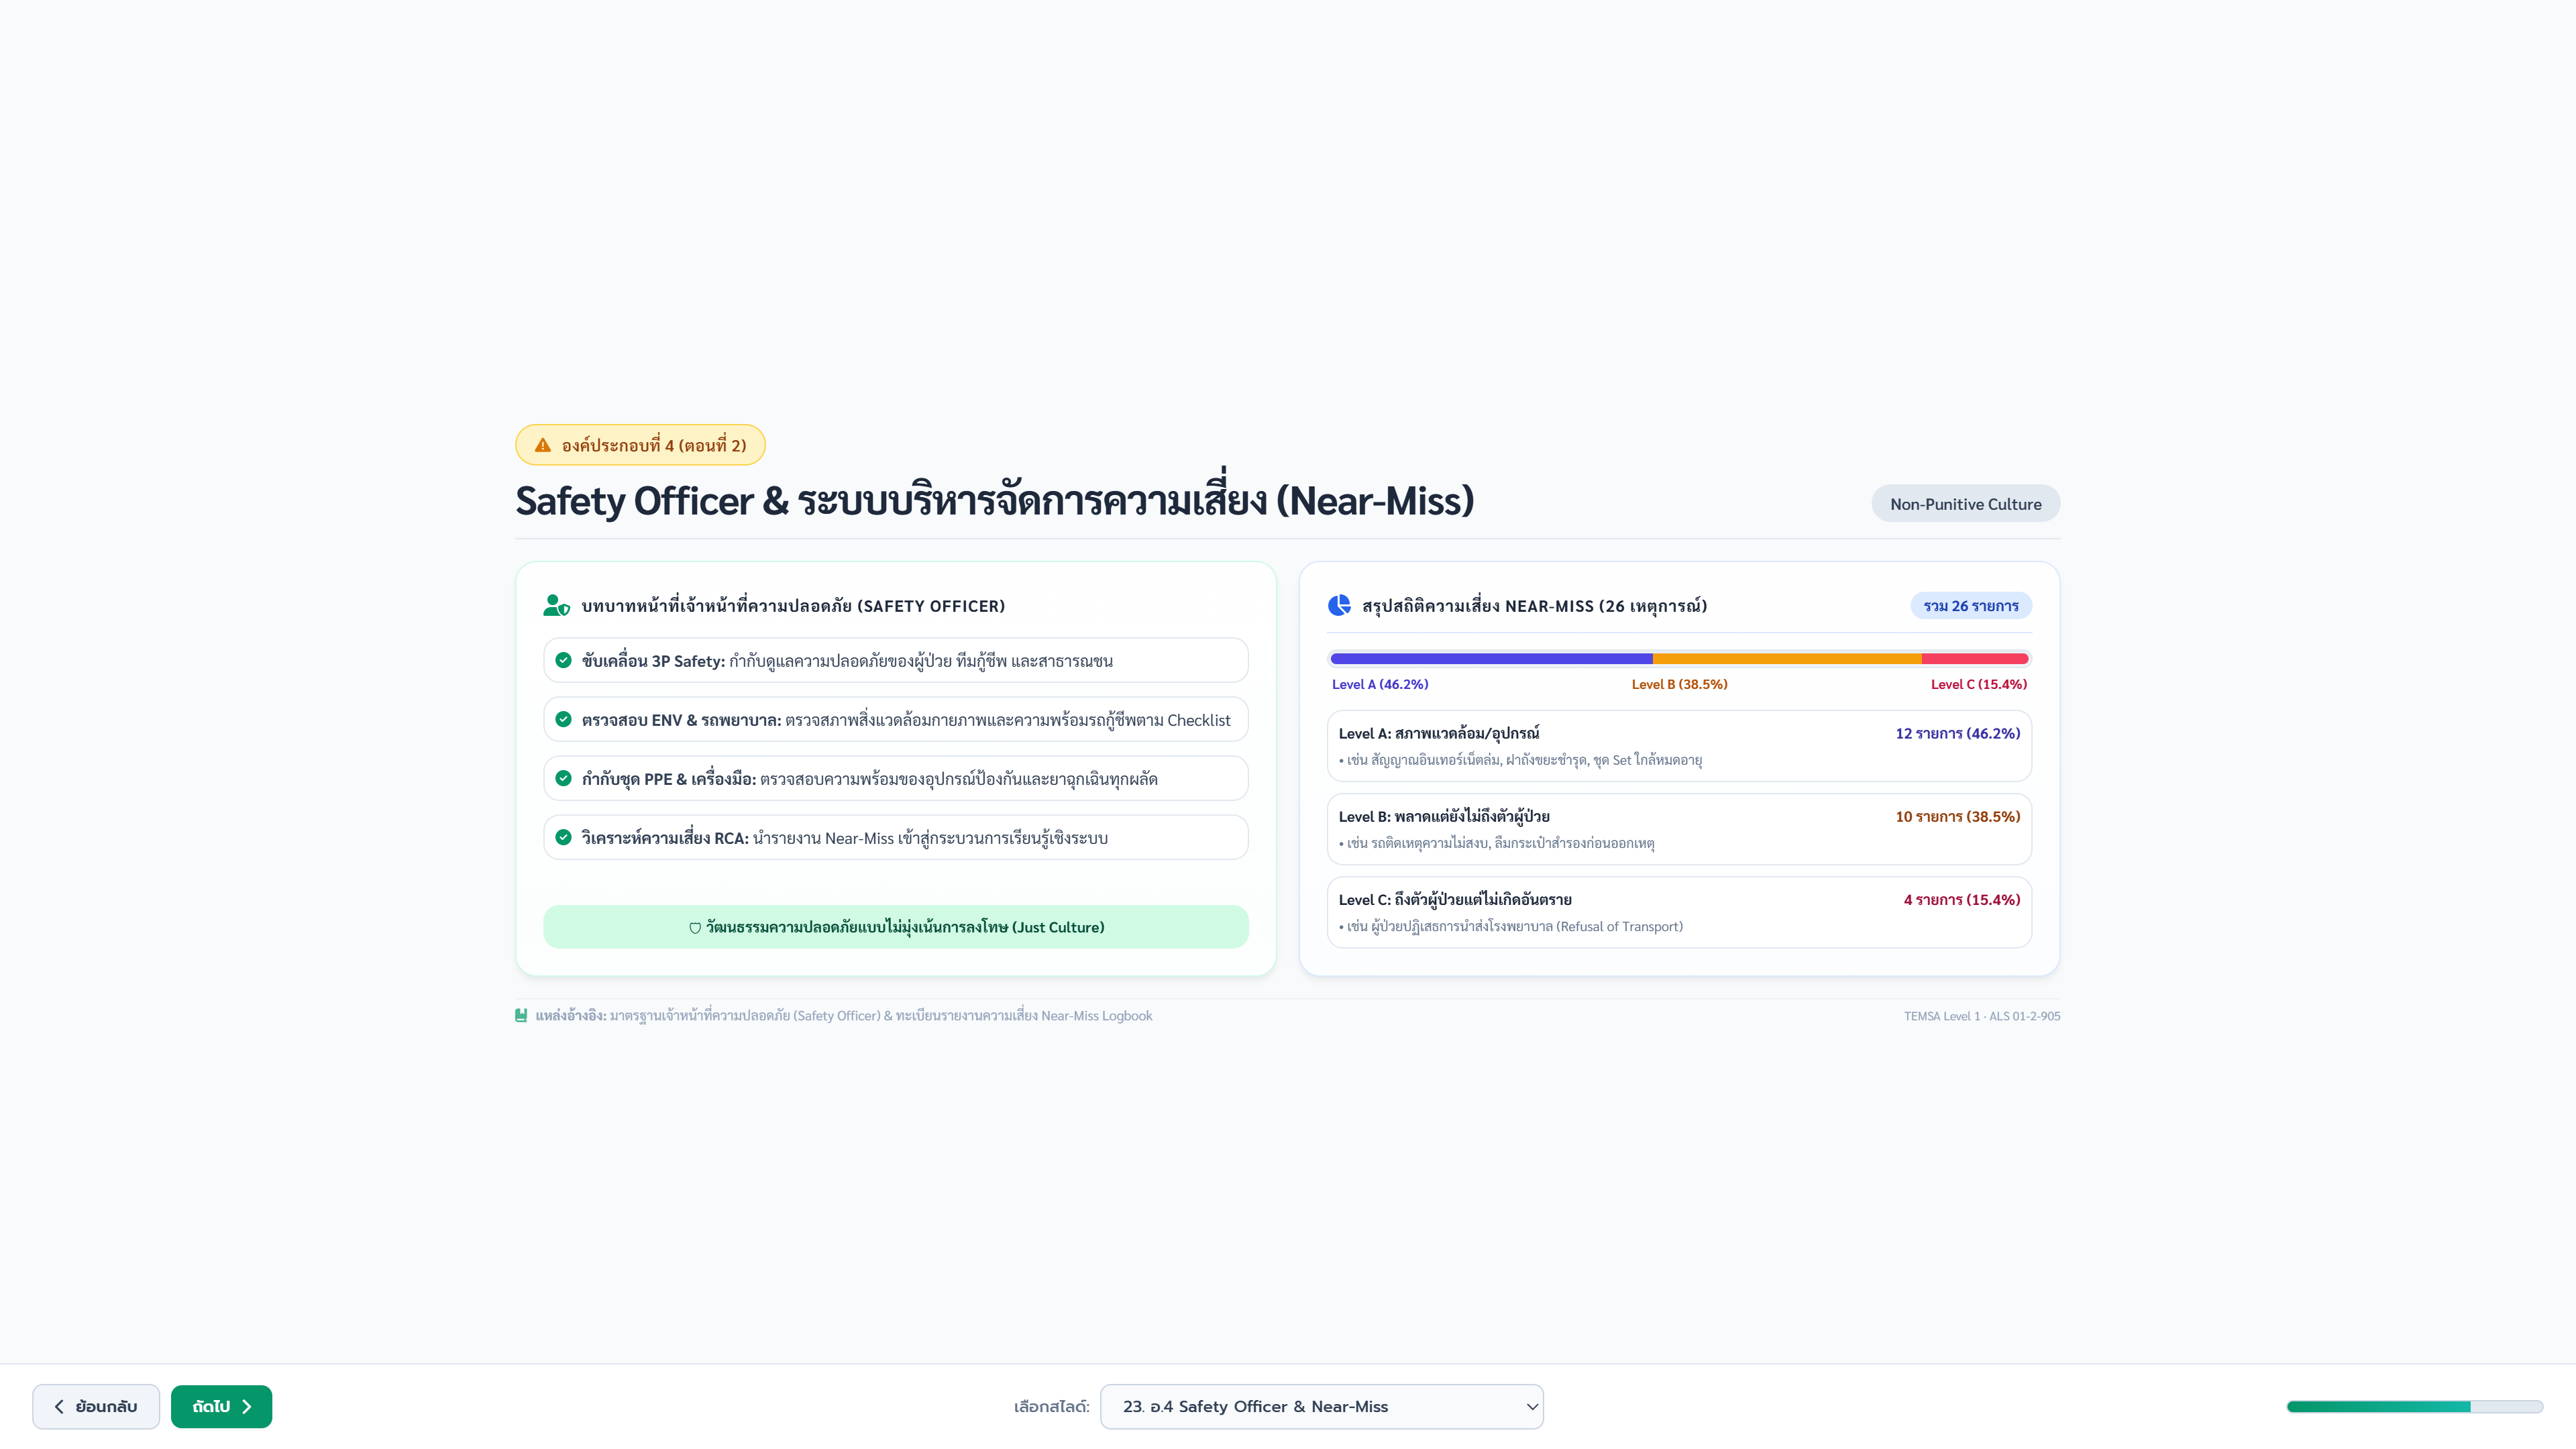 องค์ประกอบที่ 4 (ตอนที่ 2)
Safety Officer & ระบบบริหารจัดการความเสี่ยง (Near-Miss)
Non-Punitive Culture
บทบาทหน้าที่เจ้าหน้าที่ความปลอดภัย (SAFETY OFFICER)
ขับเคลื่อน 3P Safety: กำกับดูแลความปลอดภัยของผู้ป่วย ทีมกู้ชีพ และสาธารณชน
ตรวจสอบ ENV & รถพยาบาล: ตรวจสภาพสิ่งแวดล้อมกายภาพและความพร้อมรถกู้ชีพตาม Checklist
กำกับชุด PPE & เครื่องมือ: ตรวจสอบความพร้อมของอุปกรณ์ป้องกันและยาฉุกเฉินทุกผลัด
วิเคราะห์ความเสี่ยง RCA: นำรายงาน Near-Miss เข้าสู่กระบวนการเรียนรู้เชิงระบบ
วัฒนธรรมความปลอดภัยแบบไม่มุ่งเน้นการลงโทษ (Just Culture)
สรุปสถิติความเสี่ยง NEAR-MISS (26 เหตุการณ์)
รวม 26 รายการ
Level A (46.2%)
Level B (38.5%)
Level C (15.4%)
Level A: สภาพแวดล้อม/อุปกรณ์
12 รายการ (46.2%)
• เช่น สัญญาณอินเทอร์เน็ตล่ม, ฝาถังขยะชำรุด, ชุด Set ใกล้หมดอายุ
Level B: พลาดแต่ยังไม่ถึงตัวผู้ป่วย
10 รายการ (38.5%)
• เช่น รถติดเหตุความไม่สงบ, ลืมกระเป๋าสำรองก่อนออกเหตุ
Level C: ถึงตัวผู้ป่วยแต่ไม่เกิดอันตราย
4 รายการ (15.4%)
• เช่น ผู้ป่วยปฏิเสธการนำส่งโรงพยาบาล (Refusal of Transport)
แหล่งอ้างอิง: มาตรฐานเจ้าหน้าที่ความปลอดภัย (Safety Officer) & ทะเบียนรายงานความเสี่ยง Near-Miss Logbook
TEMSA Level 1 · ALS 01-2-905
ย้อนกลับ
ถัดไป
เลือกสไลด์:
23. อ.4 Safety Officer & Near-Miss